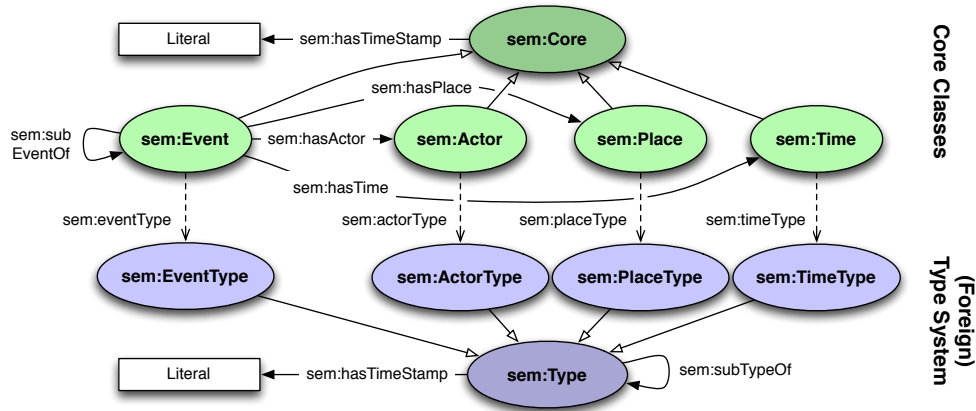 Literal
sem:hasTimeStamp
sem:Core
sem:hasPlace
sem:sub
EventOf
sem:Event
sem:hasActor
sem:Actor
sem:Place
sem:Time
sem:hasTime
sem:eventType
sem:actorType
sem:placeType
sem:timeType
sem:EventType
sem:ActorType
sem:PlaceType
sem:TimeType
Literal
sem:hasTimeStamp
sem:Type
sem:subTypeOf
Core Classes
(Foreign)
Type System